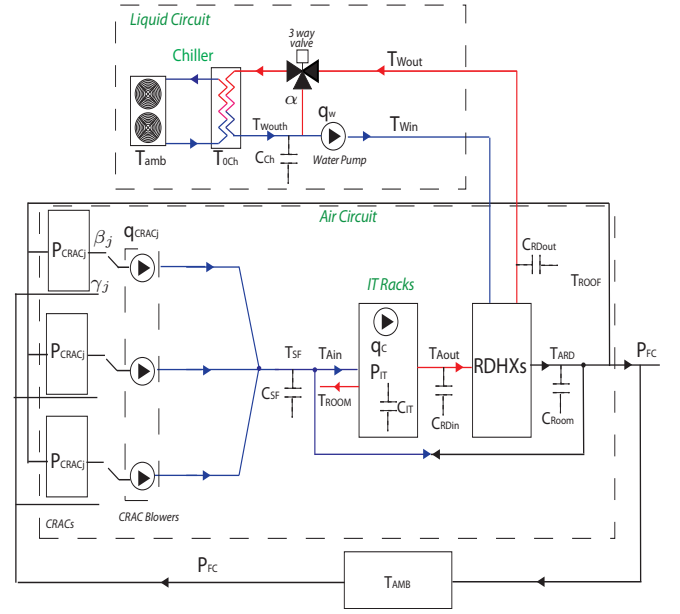 Liquid Circuit
3 way
valve
Chiller
TWout
α
TWouth
qw
TWin
Tamb
T0Ch
CCh
Water Pump
Air Circuit
PCRACj
βj
qCRACj
γj
CRDout
TROOF
IT Racks
PCRACj
TSF
TAin
qC
TAout
RDHXs
TARD
PFC
CSF
TROOM
PIT
CIT
CRDin
CRoom
PCRACj
CRACs
CRAC Blowers
PFC
TAMB